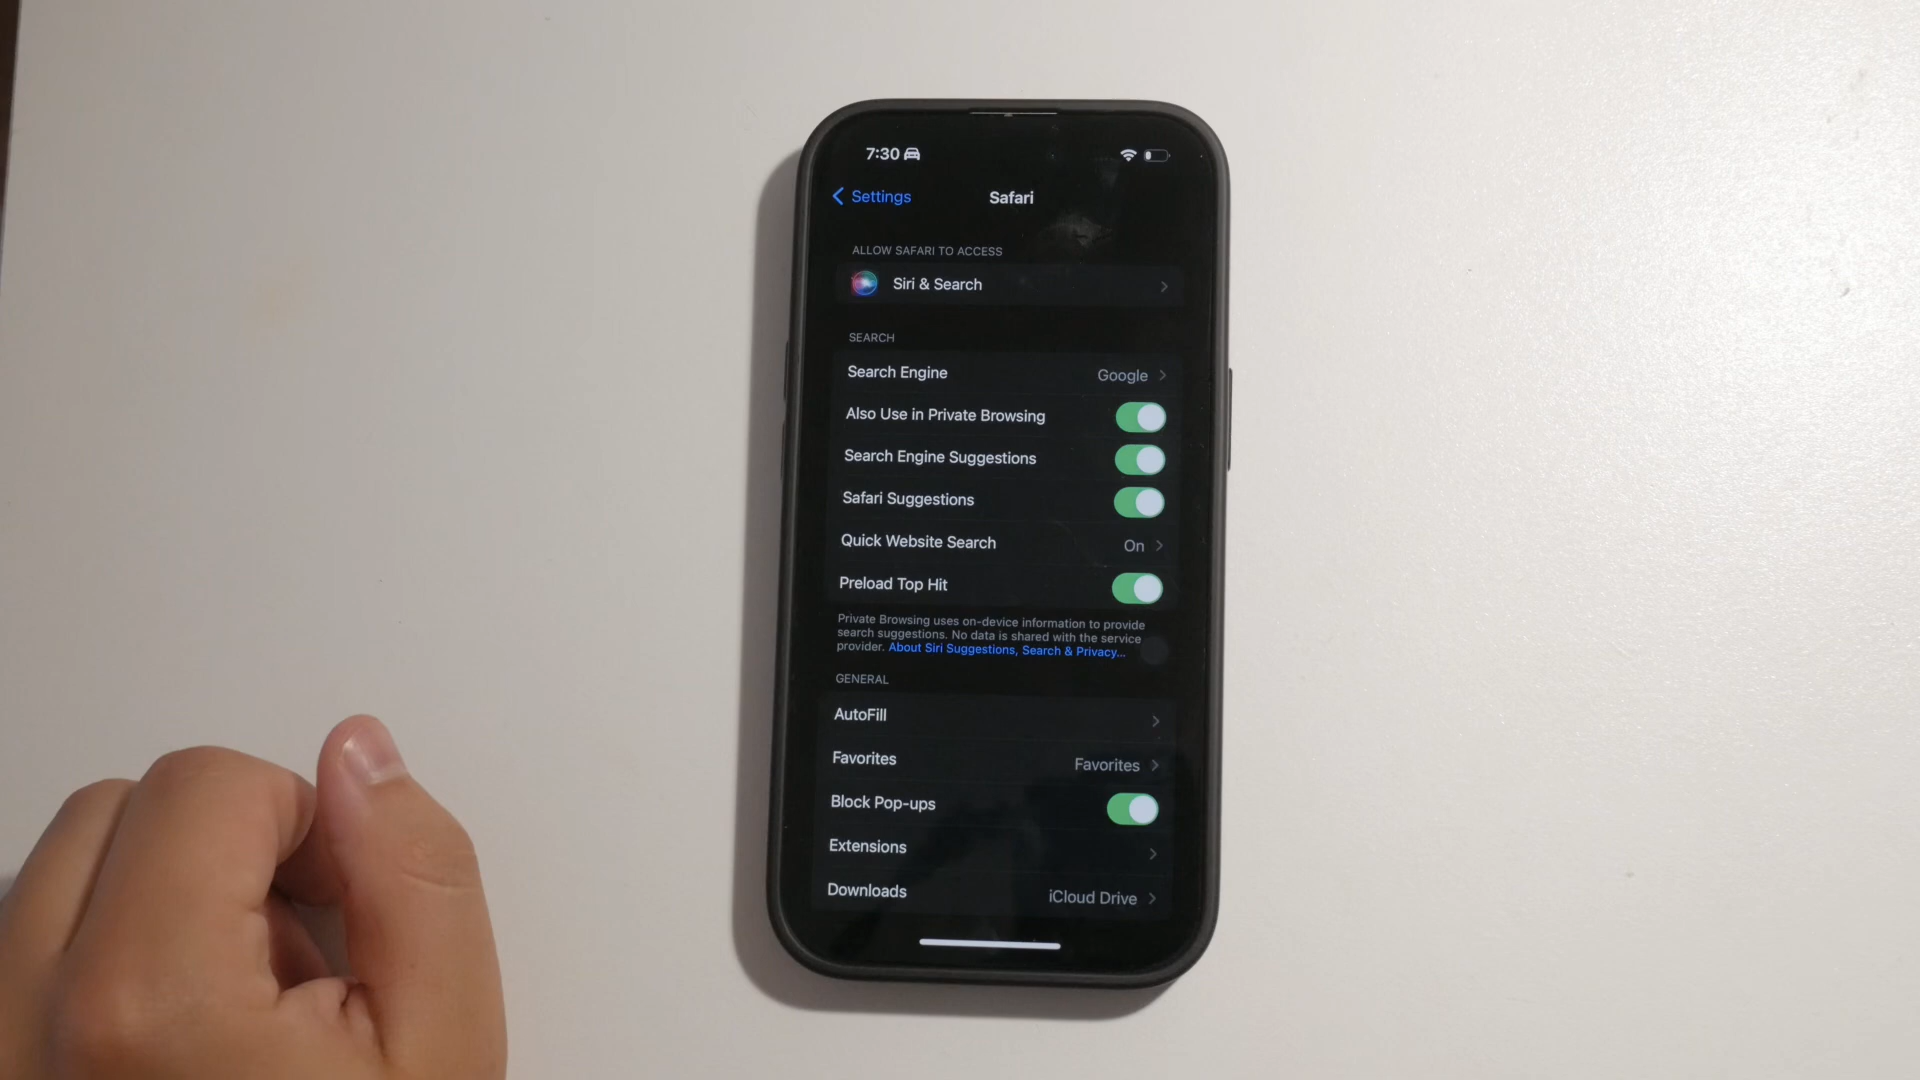 7:30
Settings
Safari
ALLOW SAFARI TO ACCESS
Siri & Search
SEARCH
Search Engine Google
Also Use in Private Browsing
Search Engine Suggestions
Safari Suggestions
Quick Website Search On
Preload Top Hit
Private Browsing uses on-device information to provide
search suggestions. No data is shared with the service
provider. About Siri Suggestions, Search & Privacy...
GENERAL
AutoFill
Favorites Favorites
Block Pop-ups
Extensions
Downloads iCloud Drive